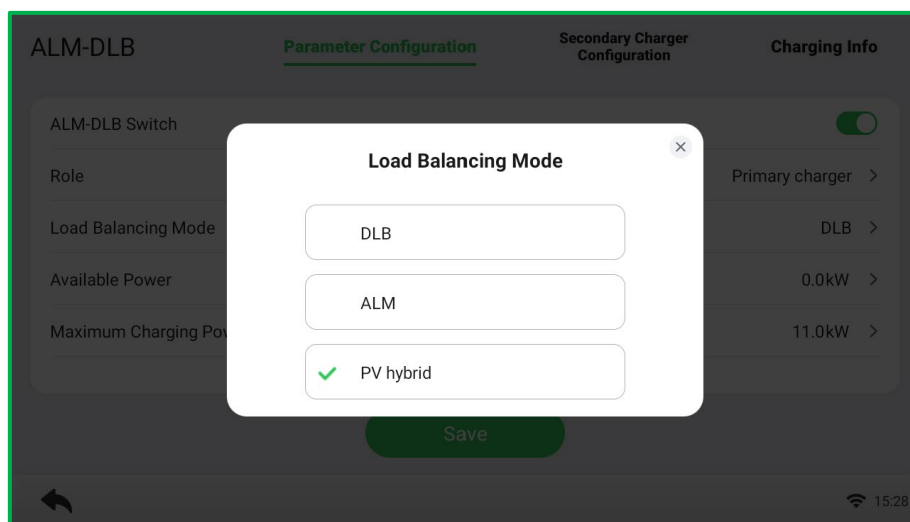 ALM-DLB
Parameter Configuration
Secondary Charger
Configuration
Charging Info
ALM-DLB Switch
Role
Primary charger
Load Balancing Mode
DLB
Available Power
0.0kW
Maximum Charging
11.0kW
Load Balancing Mode
DLB
ALM
PV hybrid
Save
15:28